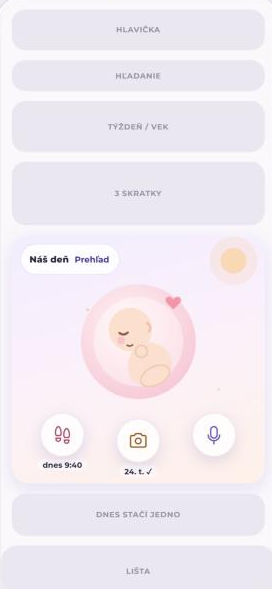 HLAVIČKA
HĽADANIE
TÝŽDEŇ / VEK
3 SKRATKY
Náš deň Prehľad
dnes 9:40
24. t. ✓
DNES STAČÍ JEDNO
LIŠTA